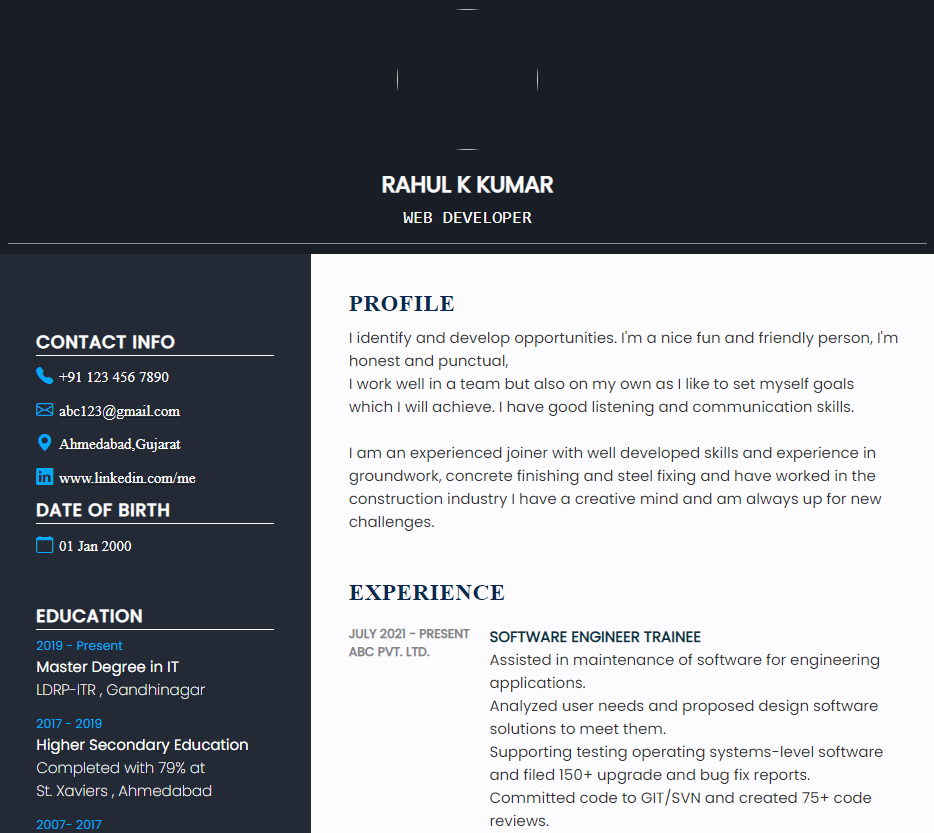 RAHUL K KUMAR
WEB DEVELOPER
CONTACT INFO
+91 123 456 7890
abc123@gmail.com
Ahmedabad,Gujarat
www.linkedin.com/me
DATE OF BIRTH
01 Jan 2000
EDUCATION
2019 - Present
Master Degree in IT
LDRP-ITR , Gandhinagar
2017 - 2019
Higher Secondary Education
Completed with 79% at
St. Xaviers , Ahmedabad
2007- 2017
PROFILE
I identify and develop opportunities. I'm a nice fun and friendly person, I'm
honest and punctual,
I work well in a team but also on my own as I like to set myself goals
which I will achieve. I have good listening and communication skills.
I am an experienced joiner with well developed skills and experience in
groundwork, concrete finishing and steel fixing and have worked in the
construction industry I have a creative mind and am always up for new
challenges.
EXPERIENCE
JULY 2021 - PRESENT
ABC PVT. LTD.
SOFTWARE ENGINEER TRAINEE
Assisted in maintenance of software for engineering
applications.
Analyzed user needs and proposed design software
solutions to meet them.
Supporting testing operating systems-level software
and filed 150+ upgrade and bug fix reports.
Committed code to GIT/SVN and created 75+ code
reviews.